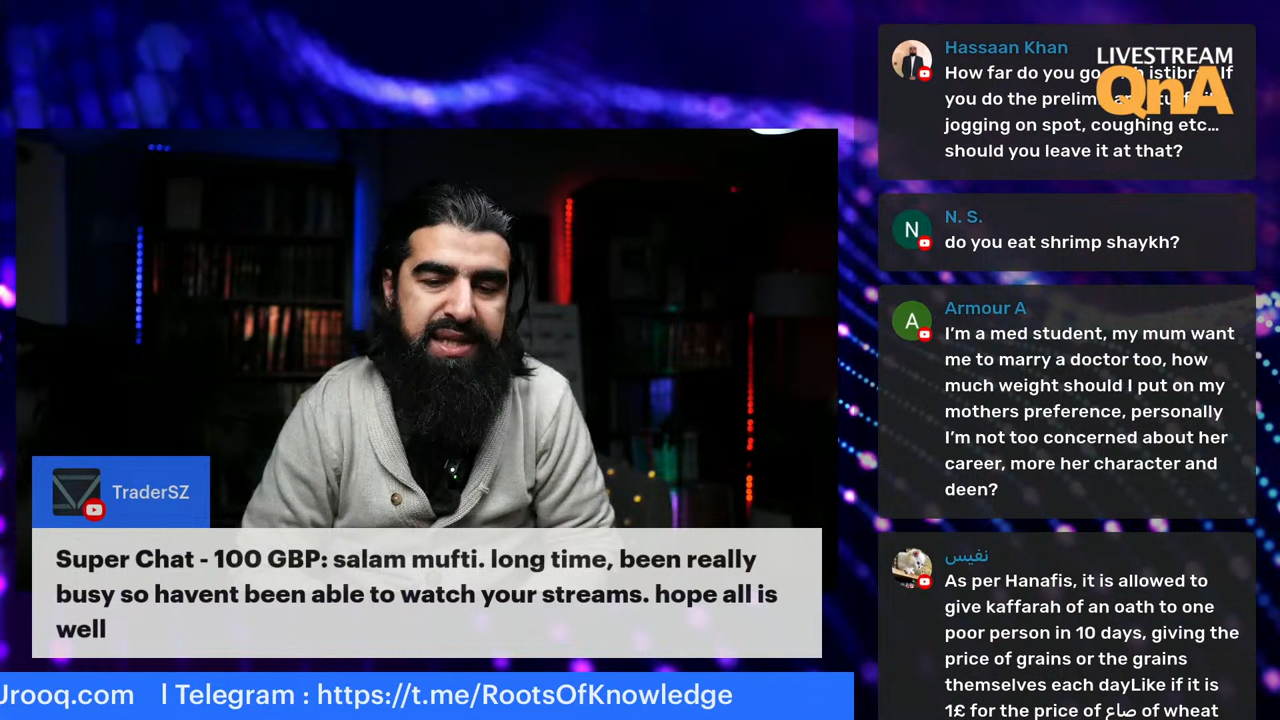 TraderSZ
Super Chat - 100 GBP: salam mufti. long time, been really
busy so havent been able to watch your streams. hope all is
well
Jrooq.com | Telegram : https://t.me/RootsOfKnowledge
LIVESTREAM
QnA
Hassaan Khan
How far do you go istibra If
you do the
jogging on spot, coughing etc...
should you leave it at that?
N
N. S.
do you eat shrimp shaykh?
A
Armour A
I'm a med student, my mum want
me to marry a doctor too, how
much weight should I put on my
mothers preference, personally
I'm not too concerned about her
career, more her character and
deen?
نفیس
As per Hanafis, it is allowed to
give kaffarah of an oath to one
poor person in 10 days, giving the
price of grains or the grains
themselves each dayLike if it is
1£ for the price of صاع of wheat